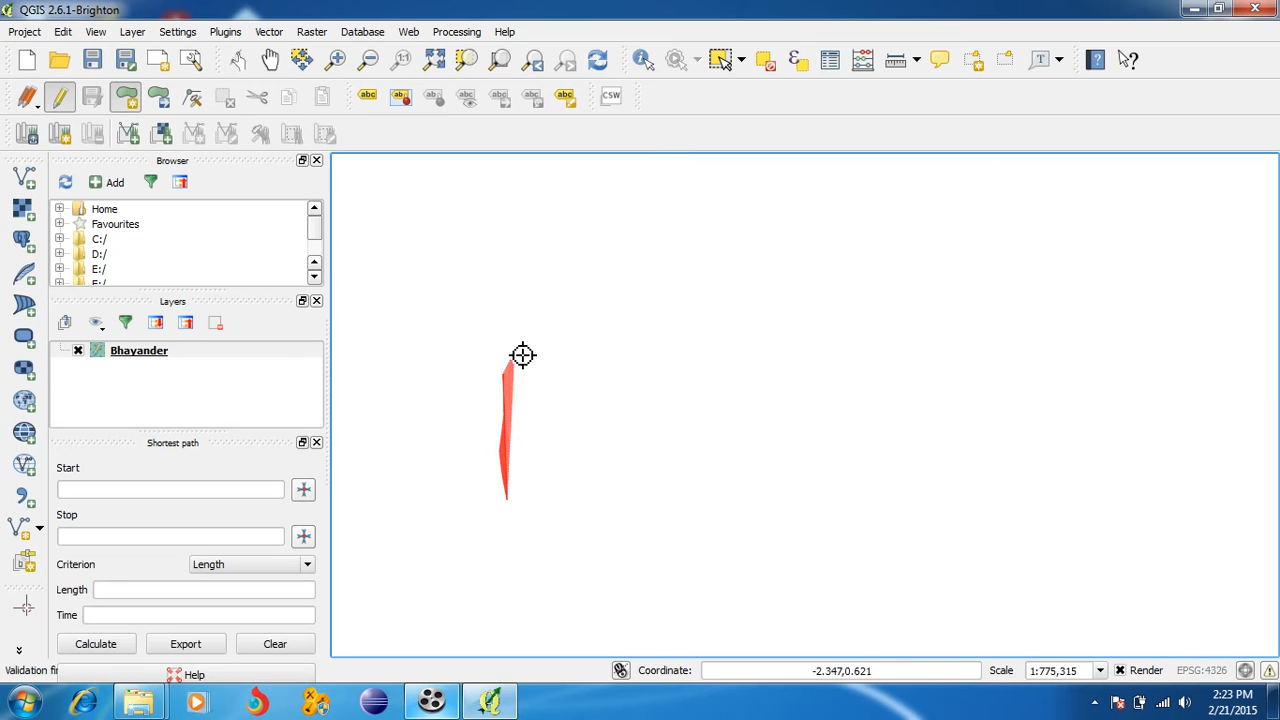 QGIS 2.6.1-Brighton
Project Edit View Layer Settings Plugins Vector Raster Database Web Processing Help
abc
CSW
Browser
Add
Home
Favourites
C:/
D:/
E:/
Layers
Bhayander
Shortest path
Start
Stop
Criterion Length
Length
Time
Calculate Export Clear
Help
Validation fi
Coordinate: -2.347,0.621 Scale 1:775,315 Render EPSG:4326
2:23 PM
2/21/2015